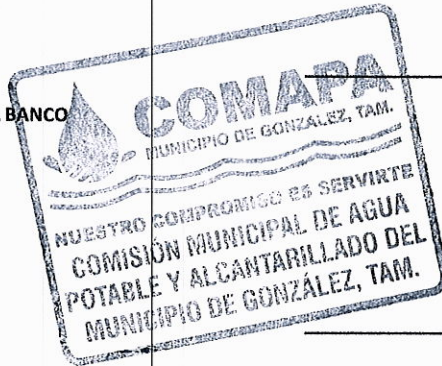 BANCO
COMAPA
MUNICIPIO DE GONZALEZ, TAM.
NUESTRO COMPROMISO ES SERVIRTE
COMISIÓN MUNICIPAL DE AGUA
POTABLE Y ALCANTARILLADO DEL
MUNICIPIO DE GONZÁLEZ, TAM.